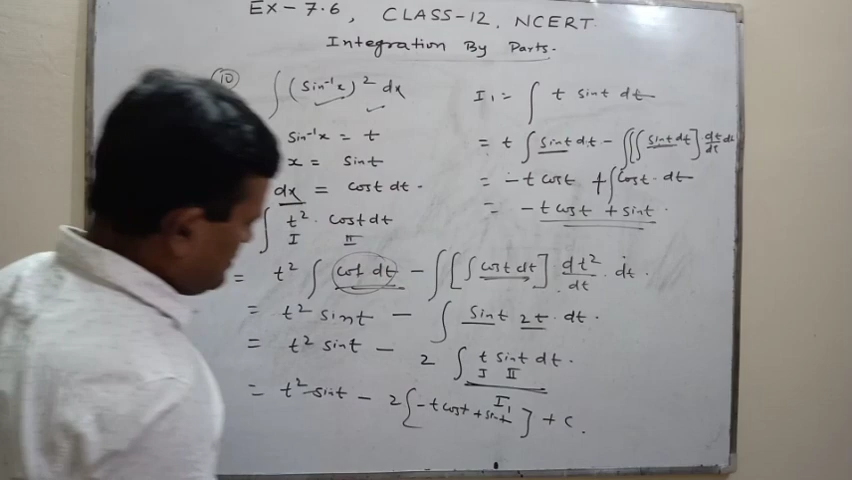 Ex - 7.6, CLASS-12. NCERT
Integration By Parts.
(10) ∫ (Sin⁻¹x)² dx
Sin⁻¹x = t
x = Sint
dx = cost dt.
∫ t² . cost dt
I II
= t² ∫ cost dt - ∫ [∫ cost dt] dt²/dt . dt.
= t² sint - ∫ Sint 2t . dt.
= t² sint - 2 ∫ t sint dt.
I II
I₁
= t² sint - 2 {-t cost + sint] + c.
I₁ = ∫ t sint dt
= t ∫ sint dt - ∫[∫ sint dt] . dt/dt dt
= - t cost + ∫ cost . dt
= - t cost + sint.